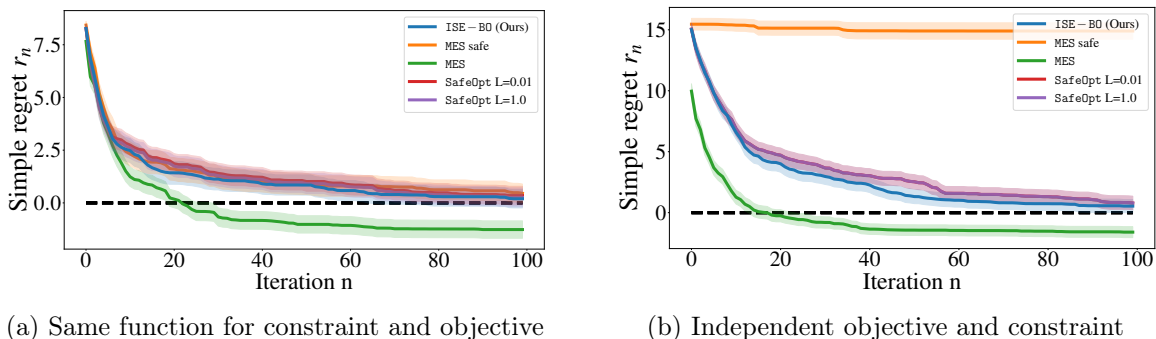 Simple regret rₙ
7.5
5.0
2.5
0.0
0
20
40
60
80
100
Iteration n
ISE-BO (Ours)
MES safe
MES
SafeOpt L=0.01
SafeOpt L=1.0
(a) Same function for constraint and objective
Simple regret rₙ
15
10
5
0
0
20
40
60
80
100
Iteration n
ISE-BO (Ours)
MES safe
MES
SafeOpt L=0.01
SafeOpt L=1.0
(b) Independent objective and constraint